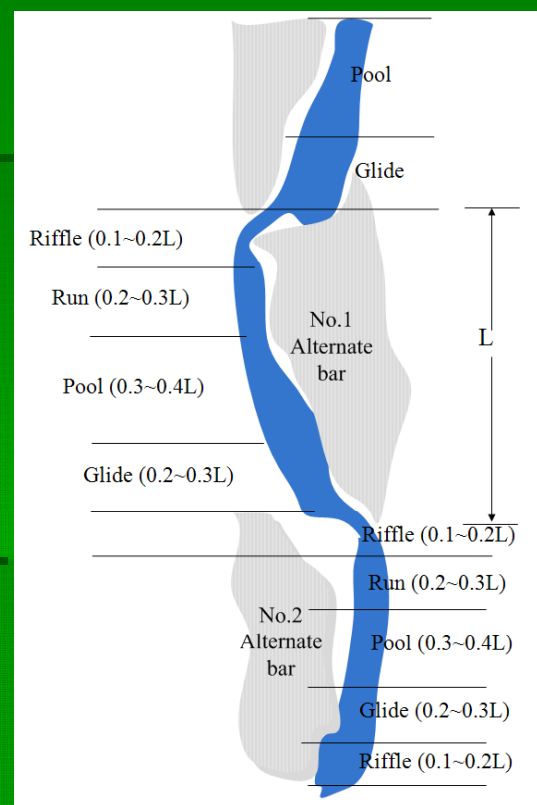 Pool
Glide
Riffle (0.1~0.2L)
Run (0.2~0.3L)
No.1
Alternate
bar
L
Pool (0.3~0.4L)
Glide (0.2~0.3L)
Riffle (0.1~0.2L)
Run (0.2~0.3L)
No.2
Alternate
bar
Pool (0.3~0.4L)
Glide (0.2~0.3L)
Riffle (0.1~0.2L)